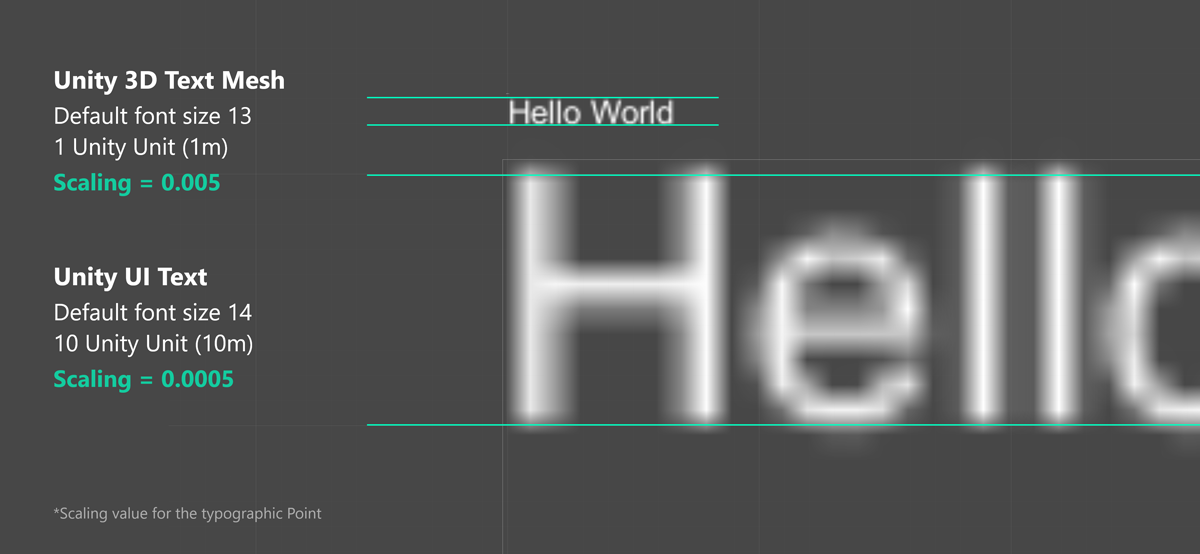 Unity 3D Text Mesh
Default font size 13
1 Unity Unit (1m)
Scaling = 0.005
Hello World
Unity UI Text
Default font size 14
10 Unity Unit (10m)
Scaling = 0.0005
Hello
*Scaling value for the typographic Point